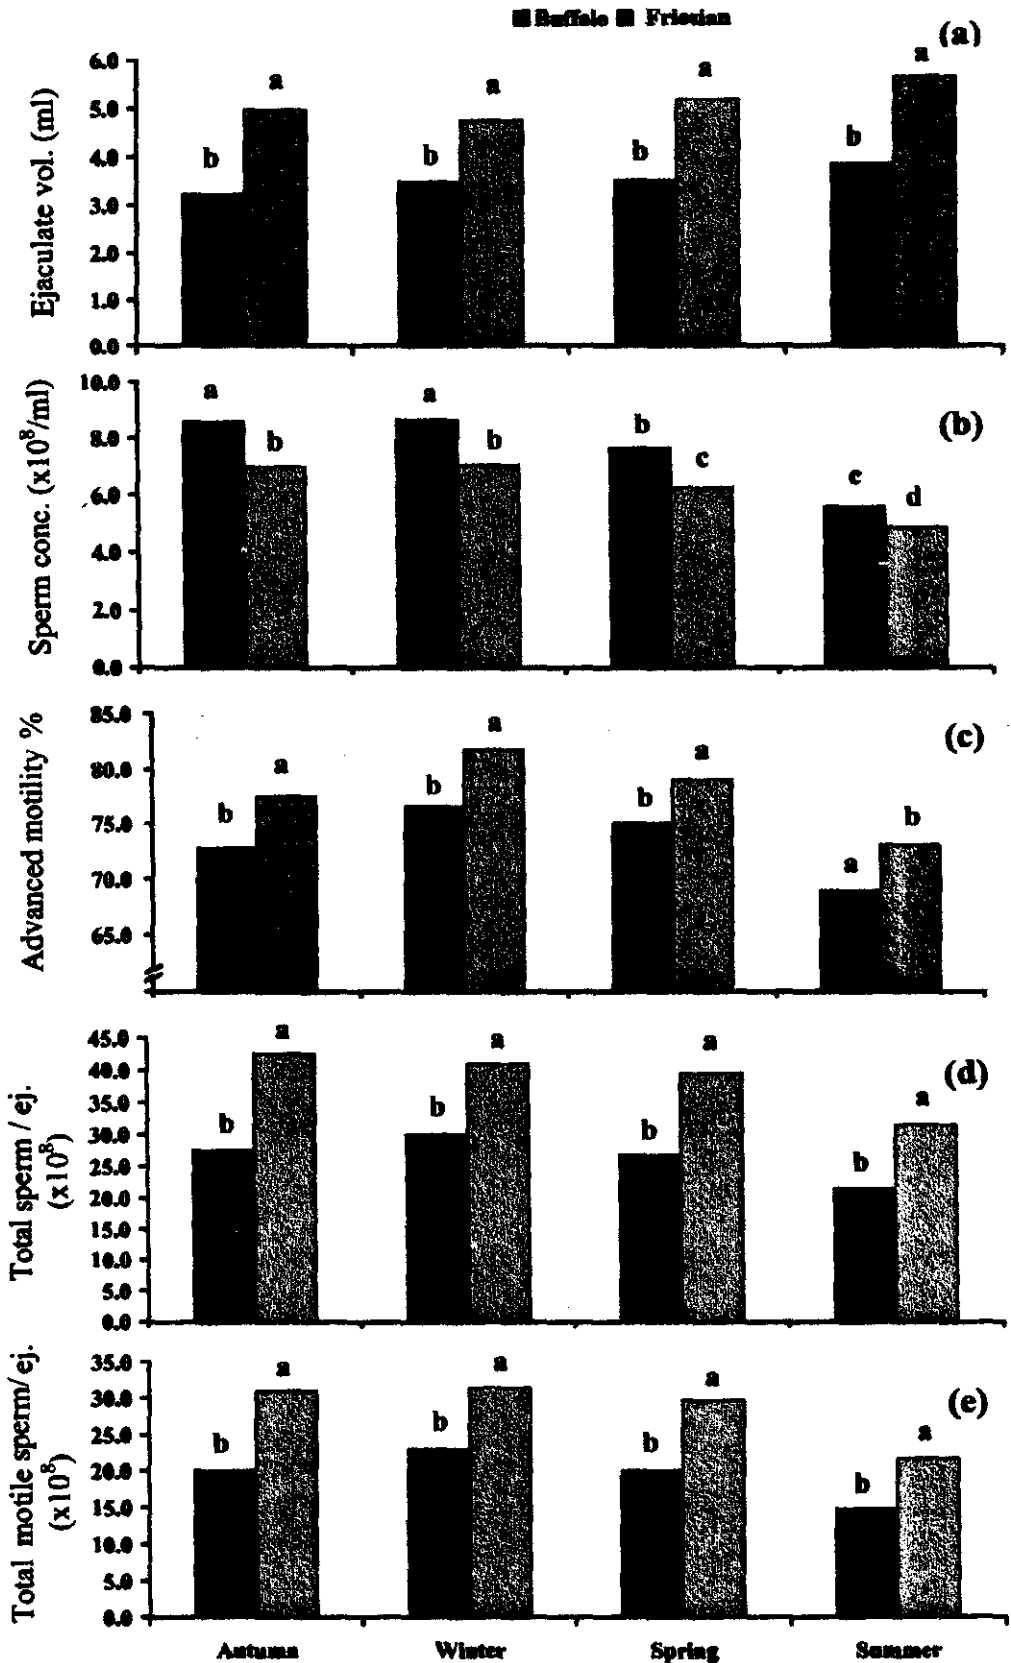 Buffalo Friesian
(a)
Ejaculate vol. (ml)
6.0
5.0
4.0
3.0
2.0
1.0
0.0
b a b a b a b a
(b)
Sperm conc. (x10⁸/ml)
10.0
8.0
6.0
4.0
2.0
0.0
a b a b b c c d
(c)
Advanced motility %
85.0
80.0
75.0
70.0
65.0
b a b a b a a b
(d)
Total sperm / ej.
(x10⁸)
45.0
40.0
35.0
30.0
25.0
20.0
15.0
10.0
5.0
0.0
b a b a b a b a
(e)
Total motile sperm/ ej.
(x10⁸)
35.0
30.0
25.0
20.0
15.0
10.0
5.0
0.0
b a b a b a b a
Autumn Winter Spring Summer